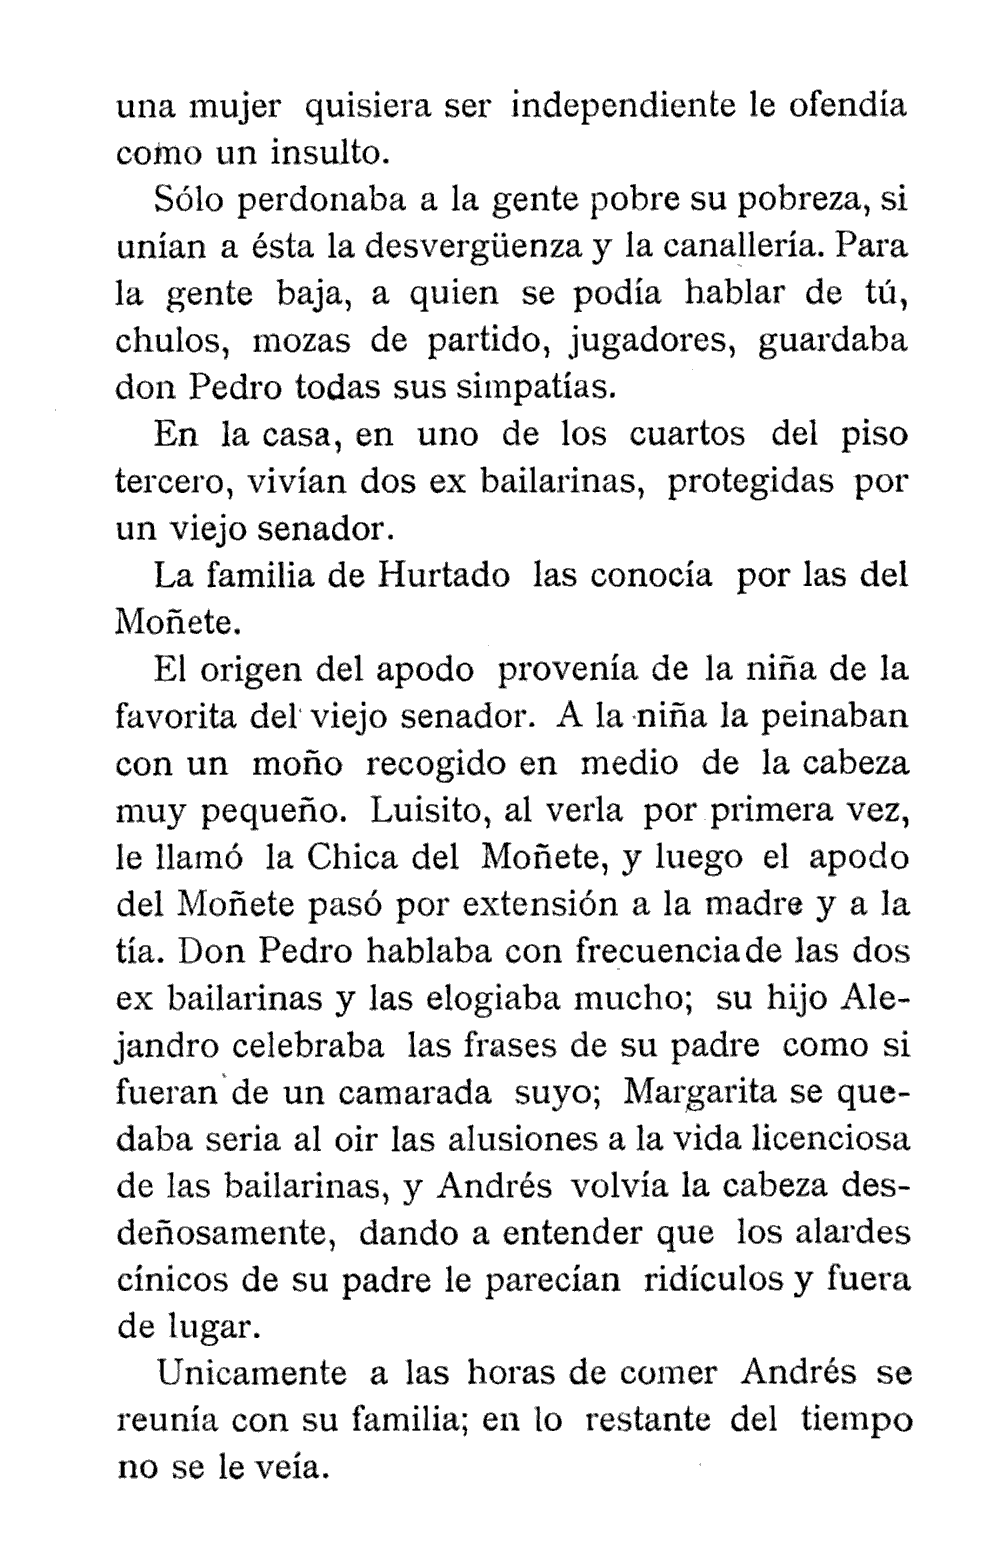 una mujer quisiera ser independiente le ofendía
como un insulto.
Sólo perdonaba a la gente pobre su pobreza, si
unían a ésta la desvergüenza y la canallería. Para
la gente baja, a quien se podía hablar de tú,
chulos, mozas de partido, jugadores, guardaba
don Pedro todas sus simpatías.
En la casa, en uno de los cuartos del piso
tercero, vivían dos ex bailarinas, protegidas por
un viejo senador.
La familia de Hurtado las conocía por las del
Moñete.
El origen del apodo provenía de la niña de la
favorita del viejo senador. A la niña la peinaban
con un moño recogido en medio de la cabeza
muy pequeño. Luisito, al verla por primera vez,
le llamó la Chica del Moñete, y luego el apodo
del Moñete pasó por extensión a la madre y a la
tía. Don Pedro hablaba con frecuencia de las dos
ex bailarinas y las elogiaba mucho; su hijo Ale-
jandro celebraba las frases de su padre como si
fueran de un camarada suyo; Margarita se que-
daba seria al oir las alusiones a la vida licenciosa
de las bailarinas, y Andrés volvía la cabeza des-
deñosamente, dando a entender que los alardes
cínicos de su padre le parecían ridículos y fuera
de lugar.
Unicamente a las horas de comer Andrés se
reunía con su familia; en lo restante del tiempo
no se le veía.